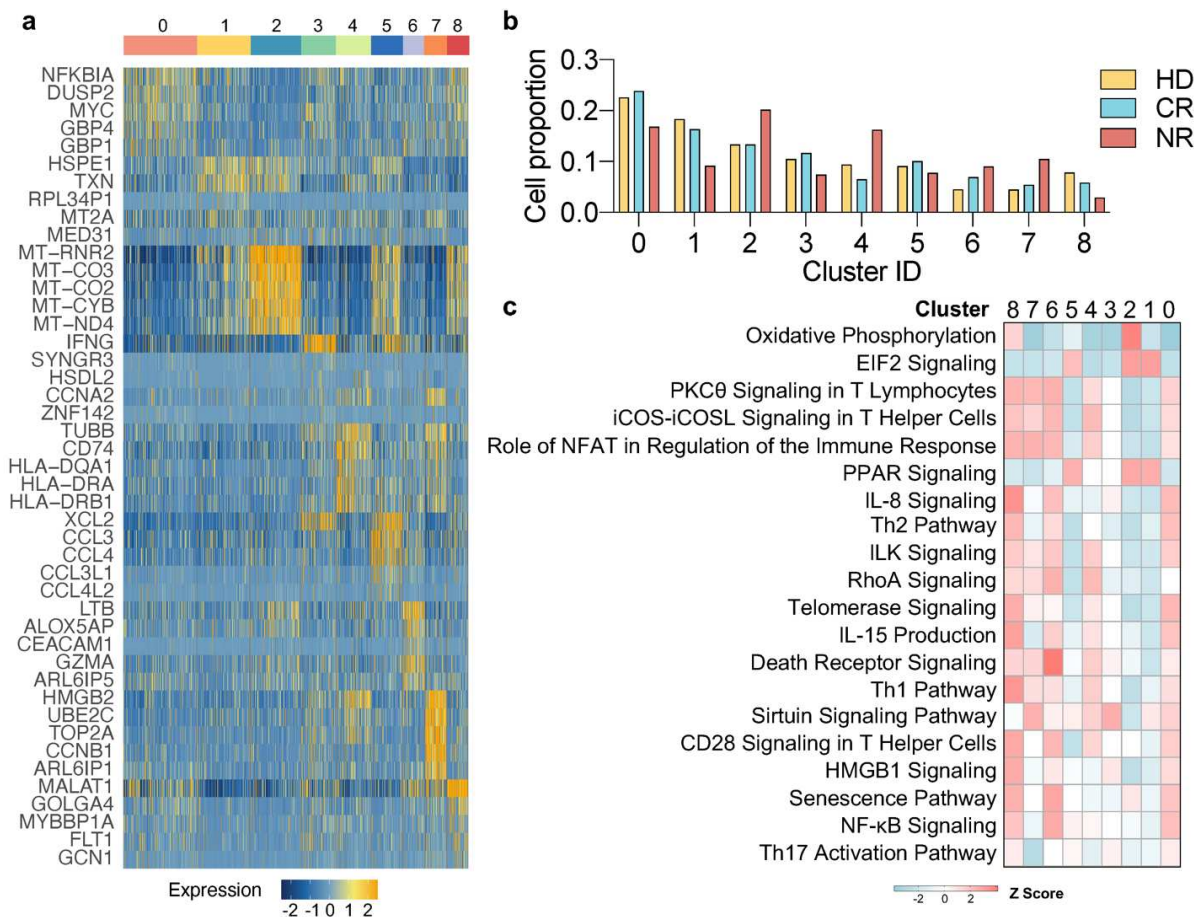 a
0 1 2 3 4 5 6 7 8
NFKBIA
DUSP2
MYC
GBP4
GBP1
HSPE1
TXN
RPL34P1
MT2A
MED31
MT-RNR2
MT-CO3
MT-CO2
MT-CYB
MT-ND4
IFNG
SYNGR3
HSDL2
CCNA2
ZNF142
TUBB
CD74
HLA-DQA1
HLA-DRA
HLA-DRB1
XCL2
CCL3
CCL4
CCL3L1
CCL4L2
LTB
ALOX5AP
CEACAM1
GZMA
ARL6IP5
HMGB2
UBE2C
TOP2A
CCNB1
ARL6IP1
MALAT1
GOLGA4
MYBBP1A
FLT1
GCN1
Expression
-2 -1 0 1 2
b
Cell proportion
0.3
0.2
0.1
0.0
0 1 2 3 4 5 6 7 8
Cluster ID
HD
CR
NR
c
Cluster 8 7 6 5 4 3 2 1 0
Oxidative Phosphorylation
EIF2 Signaling
PKCθ Signaling in T Lymphocytes
iCOS-iCOSL Signaling in T Helper Cells
Role of NFAT in Regulation of the Immune Response
PPAR Signaling
IL-8 Signaling
Th2 Pathway
ILK Signaling
RhoA Signaling
Telomerase Signaling
IL-15 Production
Death Receptor Signaling
Th1 Pathway
Sirtuin Signaling Pathway
CD28 Signaling in T Helper Cells
HMGB1 Signaling
Senescence Pathway
NF-κB Signaling
Th17 Activation Pathway
-2 0 2
Z Score